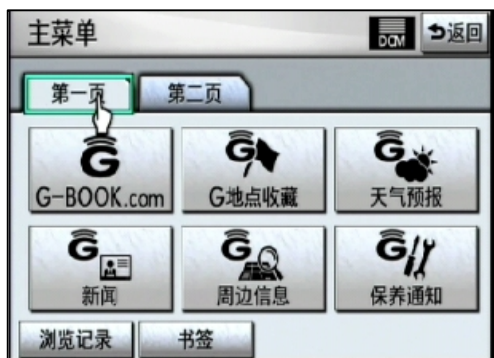 主菜单 DCM 返回
第一页 第二页
G-BOOK.com G地点收藏 天气预报
新闻 周边信息 保养通知
浏览记录 书签